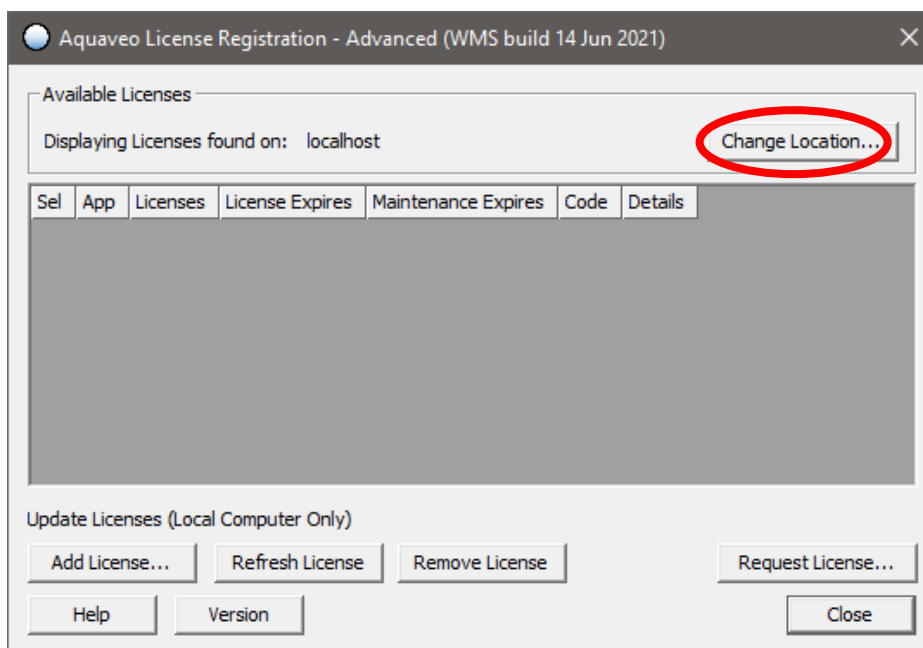 Aquaveo License Registration - Advanced (WMS build 14 Jun 2021)
Available Licenses
Displaying Licenses found on: localhost Change Location...
Sel App Licenses License Expires Maintenance Expires Code Details
Update Licenses (Local Computer Only)
Add License... Refresh License Remove License Request License...
Help Version Close